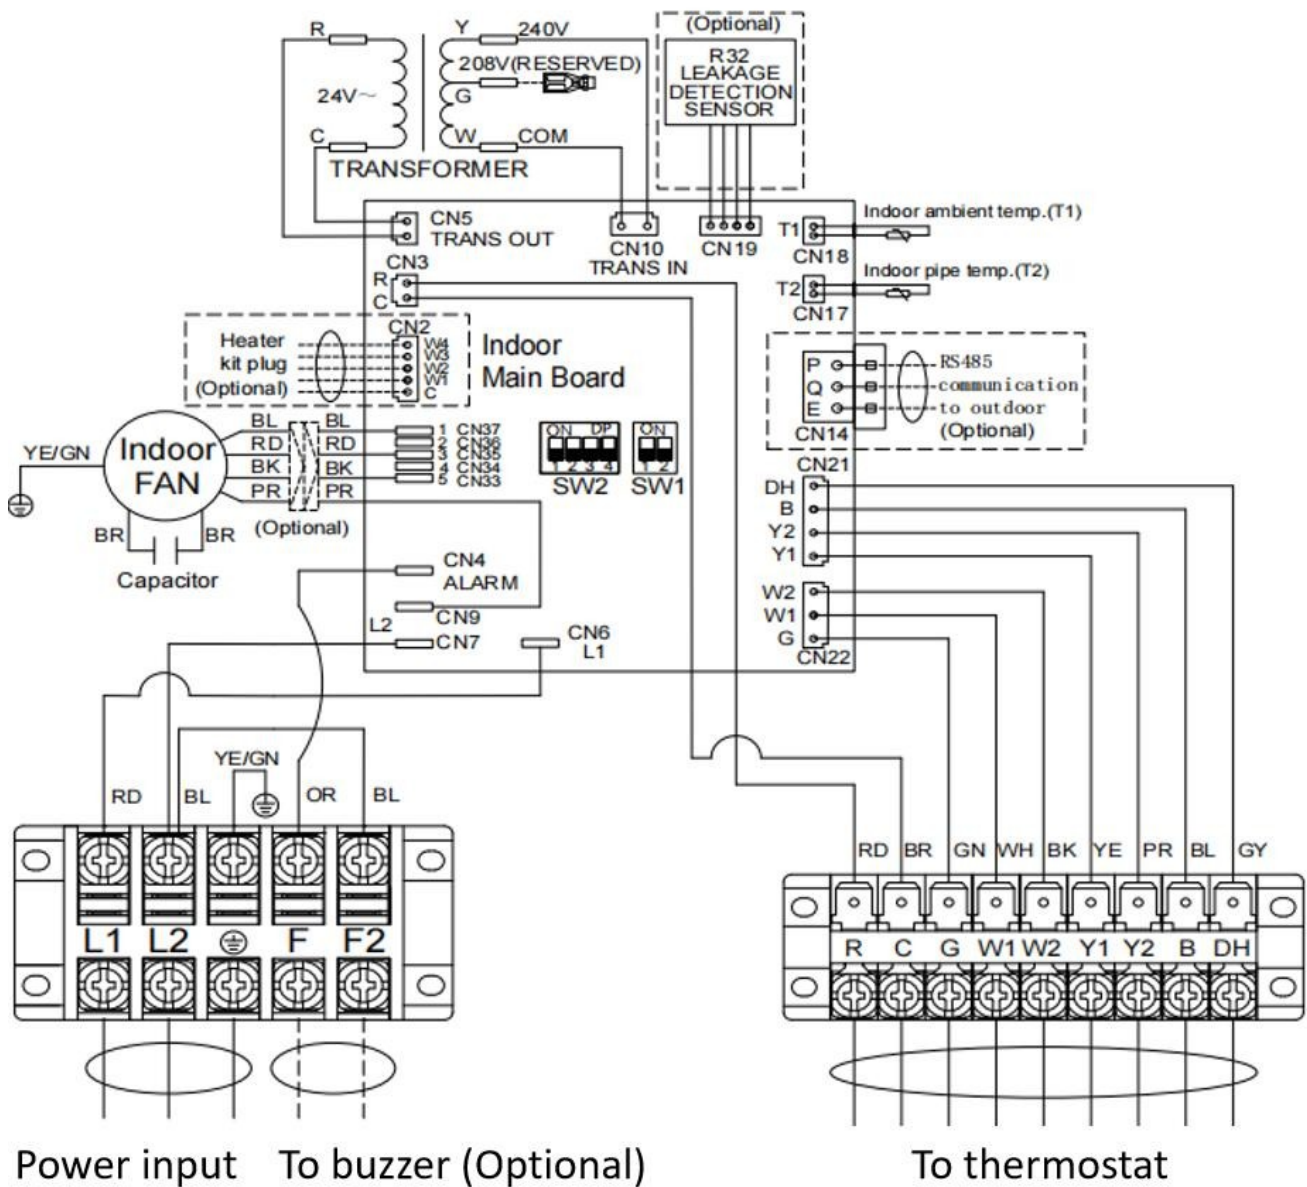 R
24V~
C
TRANSFORMER
Y
240V
208V(RESERVED)
G
W
COM
(Optional)
R32
LEAKAGE
DETECTION
SENSOR
CN5
TRANS OUT
CN10
TRANS IN
CN19
T1
CN18
Indoor ambient temp.(T1)
T2
CN17
Indoor pipe temp.(T2)
CN3
R
C
Heater
kit plug
(Optional)
CN2
W4
W3
W2
W1
C
Indoor
Main Board
P
Q
E
CN14
RS485
communication
to outdoor
(Optional)
YE/GN
Indoor
FAN
BL
RD
BK
PR
BL
RD
BK
PR
(Optional)
BR
BR
Capacitor
1 CN37
2 CN36
3 CN35
4 CN34
5 CN33
ON DP
1 2 3 4
SW2
ON
1 2
SW1
CN21
DH
B
Y2
Y1
W2
W1
G
CN22
CN4
ALARM
CN9
L2
CN7
CN6
L1
YE/GN
RD
BL
OR
BL
L1 L2 F F2
RD BR GN WH BK YE PR BL GY
R C G W1 W2 Y1 Y2 B DH
Power input
To buzzer (Optional)
To thermostat